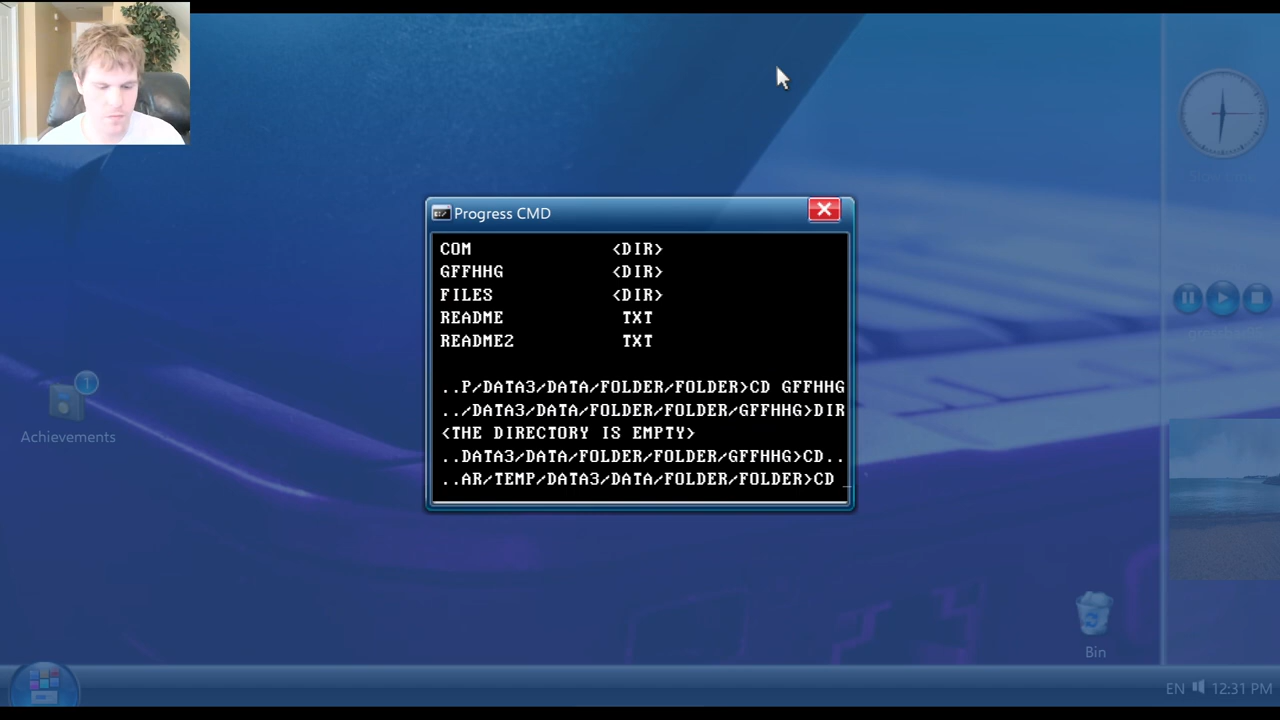 Progress CMD
COM <DIR>
GFFHHG <DIR>
FILES <DIR>
README TXT
README2 TXT
..P/DATA3/DATA/FOLDER/FOLDER>CD GFFHHG
../DATA3/DATA/FOLDER/FOLDER/GFFHHG>DIR
<THE DIRECTORY IS EMPTY>
..DATA3/DATA/FOLDER/FOLDER/GFFHHG>CD..
..AR/TEMP/DATA3/DATA/FOLDER/FOLDER>CD _
1
Achievements
Bin
EN 12:31 PM